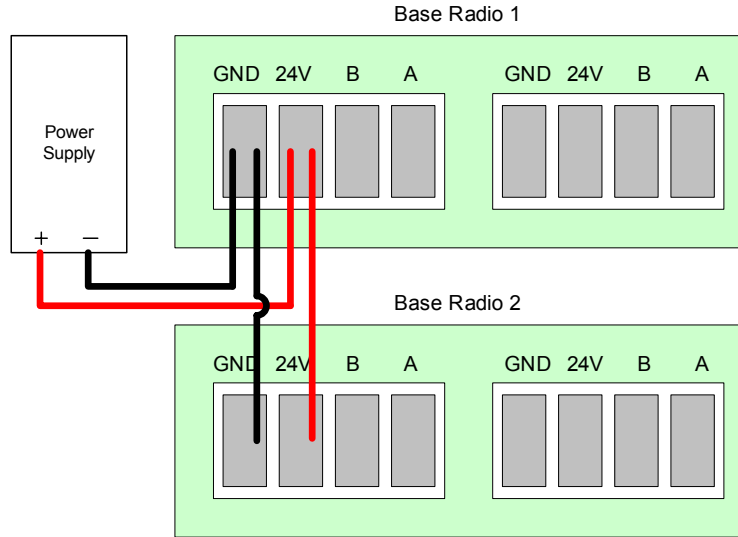 Base Radio 1
Power
Supply
+ –
GND 24V B A
GND 24V B A
Base Radio 2
GND 24V B A
GND 24V B A